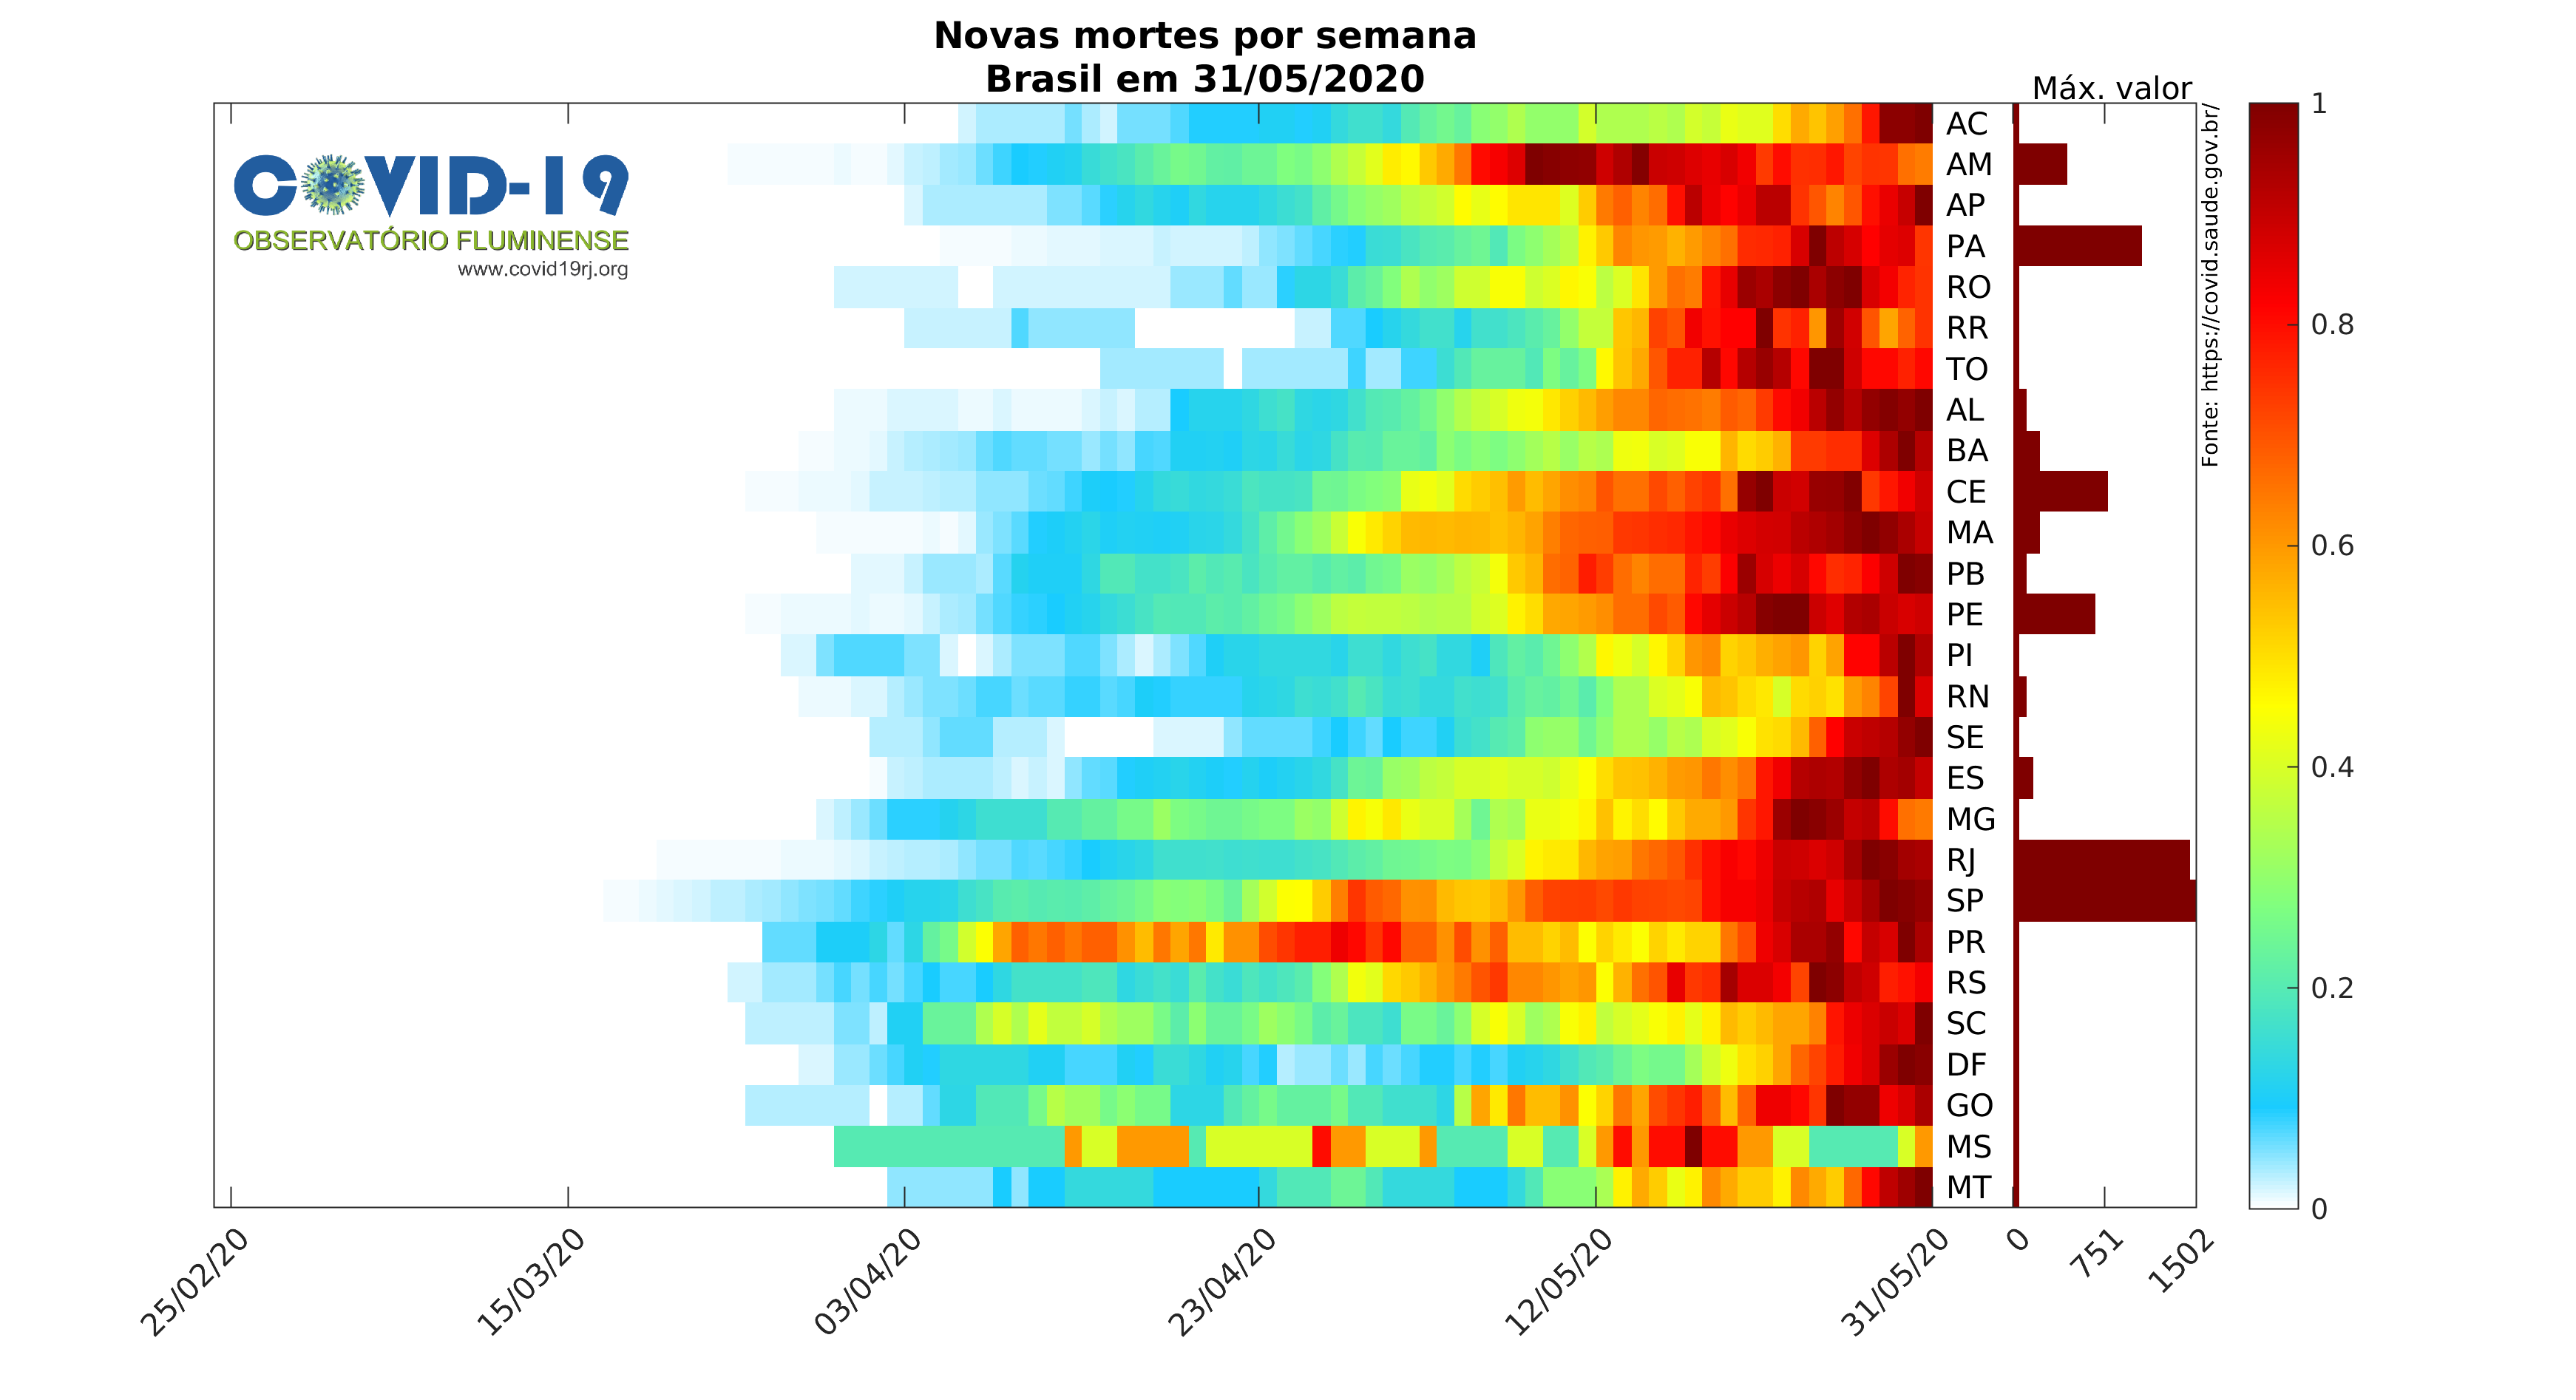 Novas mortes por semana
Brasil em 31/05/2020
Máx. valor
COVID-19
OBSERVATÓRIO FLUMINENSE
www.covid19rj.org
AC
AM
AP
PA
RO
RR
TO
AL
BA
CE
MA
PB
PE
PI
RN
SE
ES
MG
RJ
SP
PR
RS
SC
DF
GO
MS
MT
Fonte: https://covid.saude.gov.br/
1
0.8
0.6
0.4
0.2
0
25/02/20
15/03/20
03/04/20
23/04/20
12/05/20
31/05/20
0
751
1502